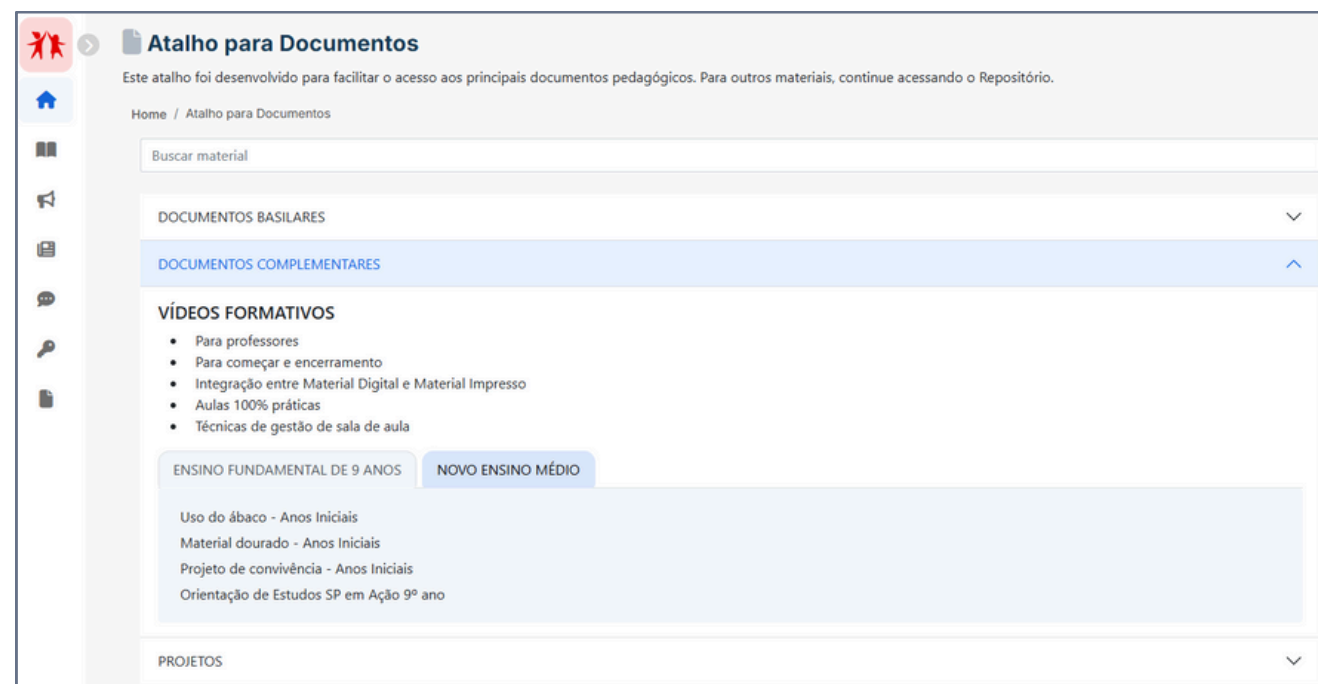 Atalho para Documentos
Este atalho foi desenvolvido para facilitar o acesso aos principais documentos pedagógicos. Para outros materiais, continue acessando o Repositório.
Home / Atalho para Documentos
Buscar material
DOCUMENTOS BASILARES
DOCUMENTOS COMPLEMENTARES
VÍDEOS FORMATIVOS
• Para professores
• Para começar e encerramento
• Integração entre Material Digital e Material Impresso
• Aulas 100% práticas
• Técnicas de gestão de sala de aula
ENSINO FUNDAMENTAL DE 9 ANOS NOVO ENSINO MÉDIO
Uso do ábaco - Anos Iniciais
Material dourado - Anos Iniciais
Projeto de convivência - Anos Iniciais
Orientação de Estudos SP em Ação 9º ano
PROJETOS